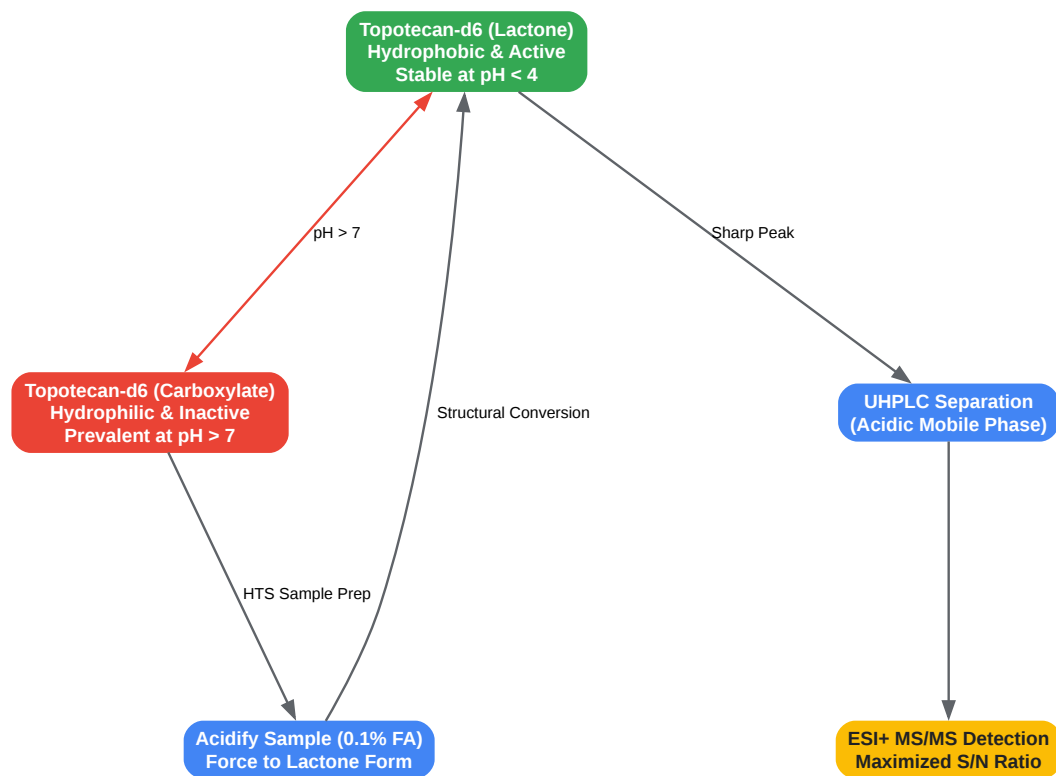 Topotecan-d6 (Lactone)
Hydrophobic & Active
Stable at pH < 4
pH > 7
Sharp Peak
Topotecan-d6 (Carboxylate)
Hydrophilic & Inactive
Prevalent at pH > 7
Structural Conversion
UHPLC Separation
(Acidic Mobile Phase)
HTS Sample Prep
Acidify Sample (0.1% FA)
Force to Lactone Form
ESI+ MS/MS Detection
Maximized S/N Ratio